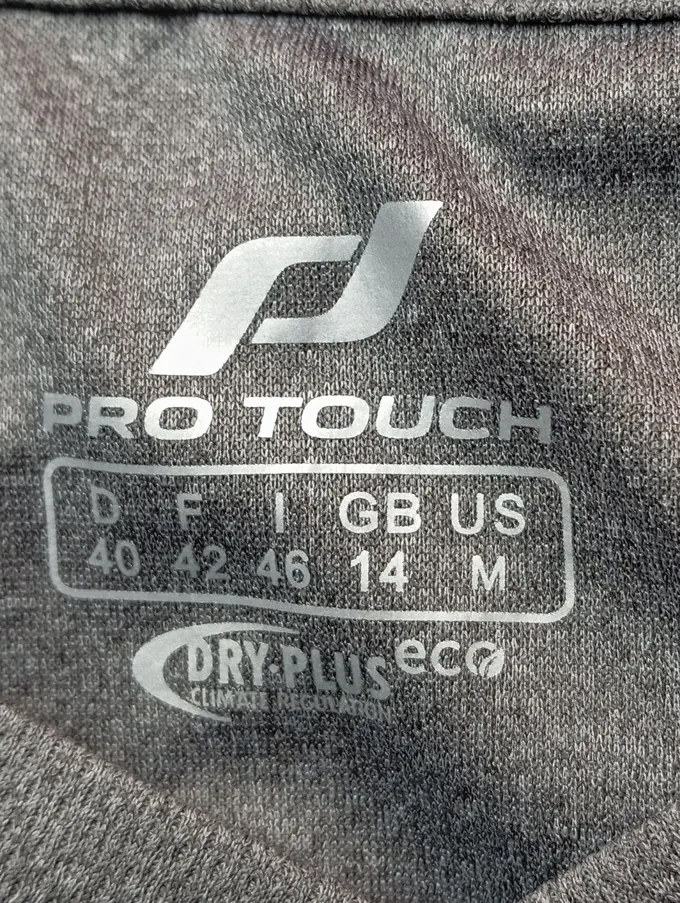 PRO TOUCH
D F I GB US
40 42 46 14 M
DRY-PLUS eco
CLIMATE REGULATION